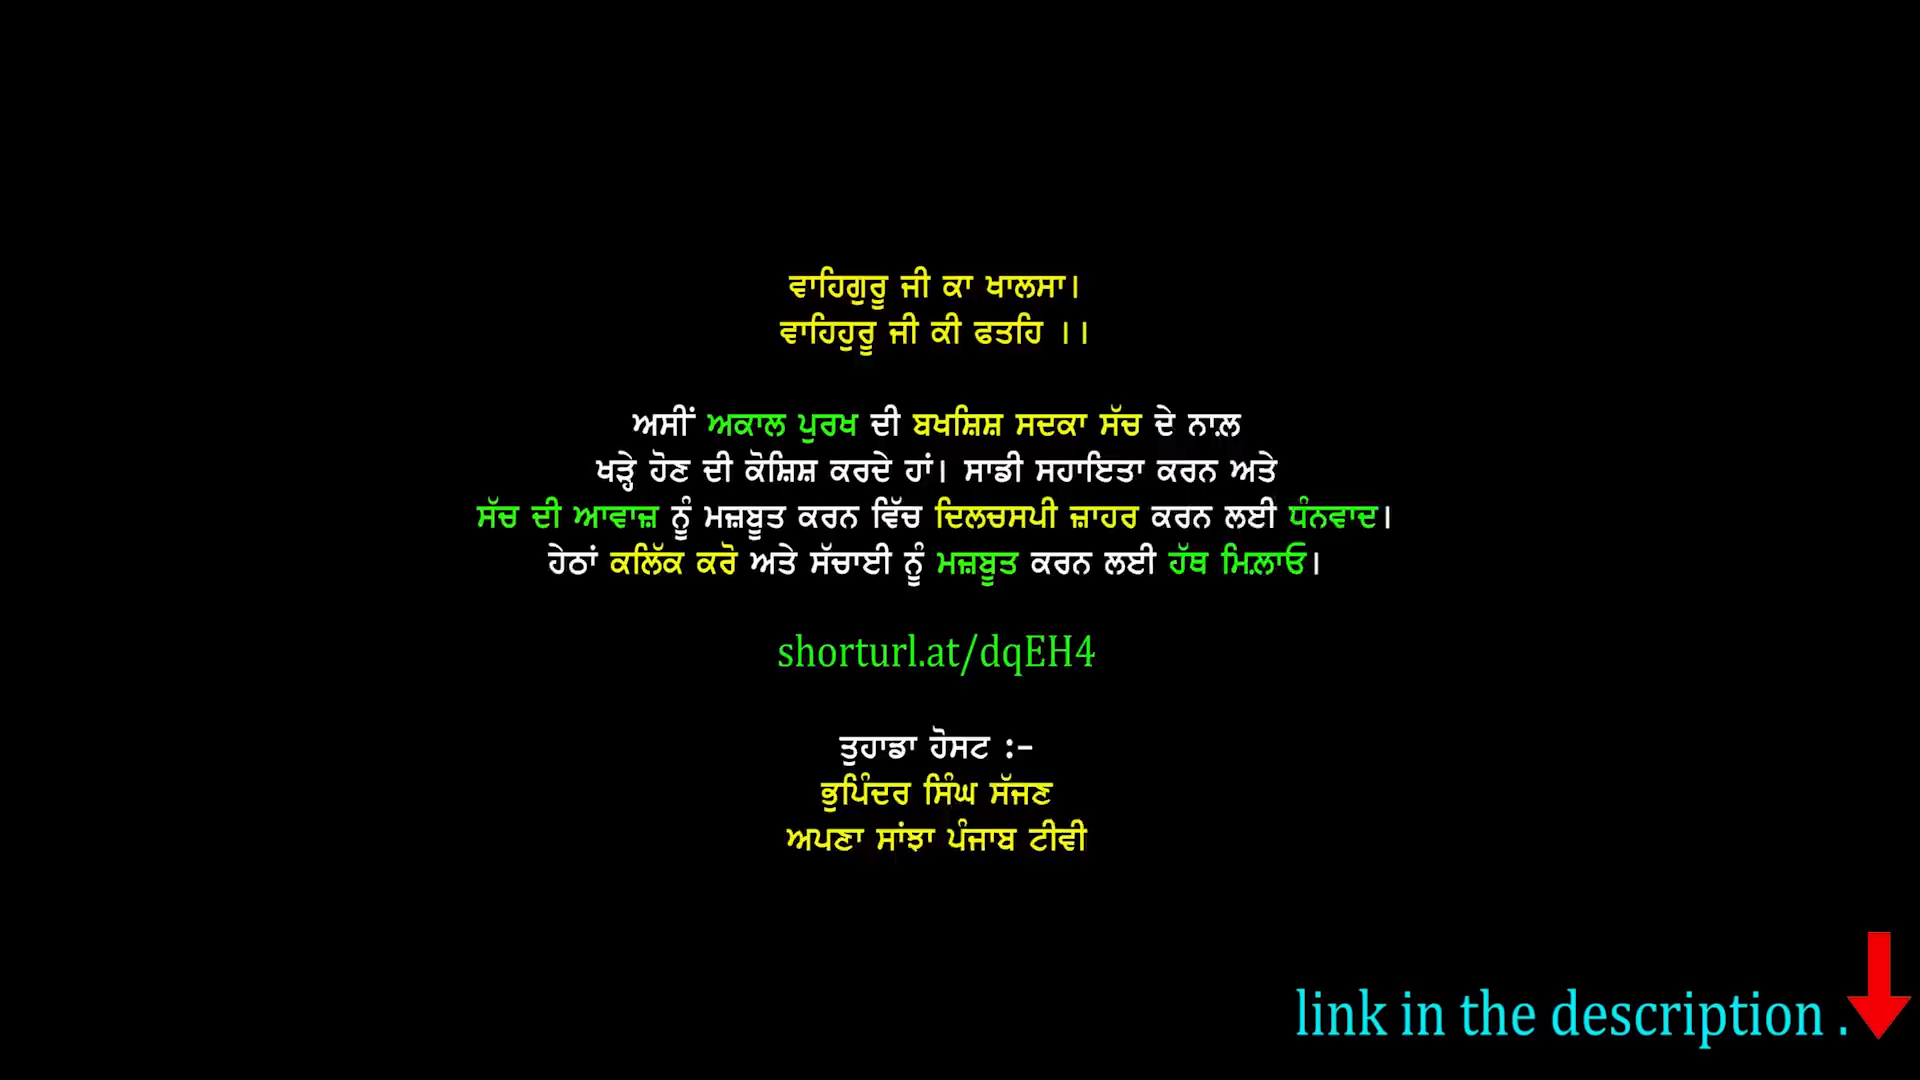 ਵਾਹਿਗੁਰੂ ਜੀ ਕਾ ਖਾਲਸਾ।
ਵਾਹਿਹੁਰੂ ਜੀ ਕੀ ਫਤਹਿ ।।
ਅਸੀਂ ਅਕਾਲ ਪੁਰਖ ਦੀ ਬਖਸ਼ਿਸ਼ ਸਦਕਾ ਸੱਚ ਦੇ ਨਾਲ਼
ਖੜ੍ਹੇ ਹੋਣ ਦੀ ਕੋਸ਼ਿਸ਼ ਕਰਦੇ ਹਾਂ। ਸਾਡੀ ਸਹਾਇਤਾ ਕਰਨ ਅਤੇ
ਸੱਚ ਦੀ ਆਵਾਜ਼ ਨੂੰ ਮਜ਼ਬੂਤ ਕਰਨ ਵਿੱਚ ਦਿਲਚਸਪੀ ਜ਼ਾਹਰ ਕਰਨ ਲਈ ਧੰਨਵਾਦ।
ਹੇਠਾਂ ਕਲਿੱਕ ਕਰੋ ਅਤੇ ਸੱਚਾਈ ਨੂੰ ਮਜ਼ਬੂਤ ਕਰਨ ਲਈ ਹੱਥ ਮਿਲ਼ਾਓ।
shorturl.at/dqEH4
ਤੁਹਾਡਾ ਹੋਸਟ :-
ਭੁਪਿੰਦਰ ਸਿੰਘ ਸੱਜਣ
ਅਪਣਾ ਸਾਂਝਾ ਪੰਜਾਬ ਟੀਵੀ
link in the description .